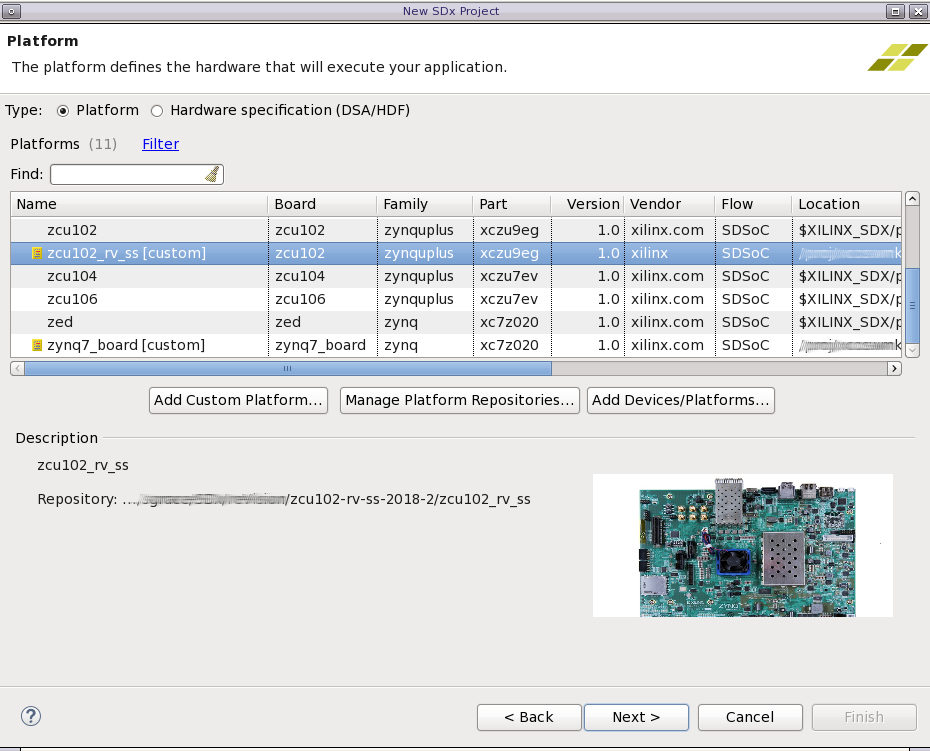 New SDx Project
Platform
The platform defines the hardware that will execute your application.
Type: Platform Hardware specification (DSA/HDF)
Platforms (11) Filter
Find:
Name Board Family Part Version Vendor Flow Location
zcu102 zcu102 zynquplus xczu9eg 1.0 xilinx.com SDSoC $XILINX_SDX/p
zcu102_rv_ss [custom] zcu102 zynquplus xczu9eg 1.0 xilinx SDSoC
zcu104 zcu104 zynquplus xczu7ev 1.0 xilinx.com SDSoC $XILINX_SDX/p
zcu106 zcu106 zynquplus xczu7ev 1.0 xilinx.com SDSoC $XILINX_SDX/p
zed zed zynq xc7z020 1.0 xilinx.com SDSoC $XILINX_SDX/p
zynq7_board [custom] zynq7_board zynq xc7z020 1.0 xilinx.com SDSoC
Add Custom Platform... Manage Platform Repositories... Add Devices/Platforms...
Description
zcu102_rv_ss
Repository: .../zcu102-rv-ss-2018-2/zcu102_rv_ss
< Back Next > Cancel Finish